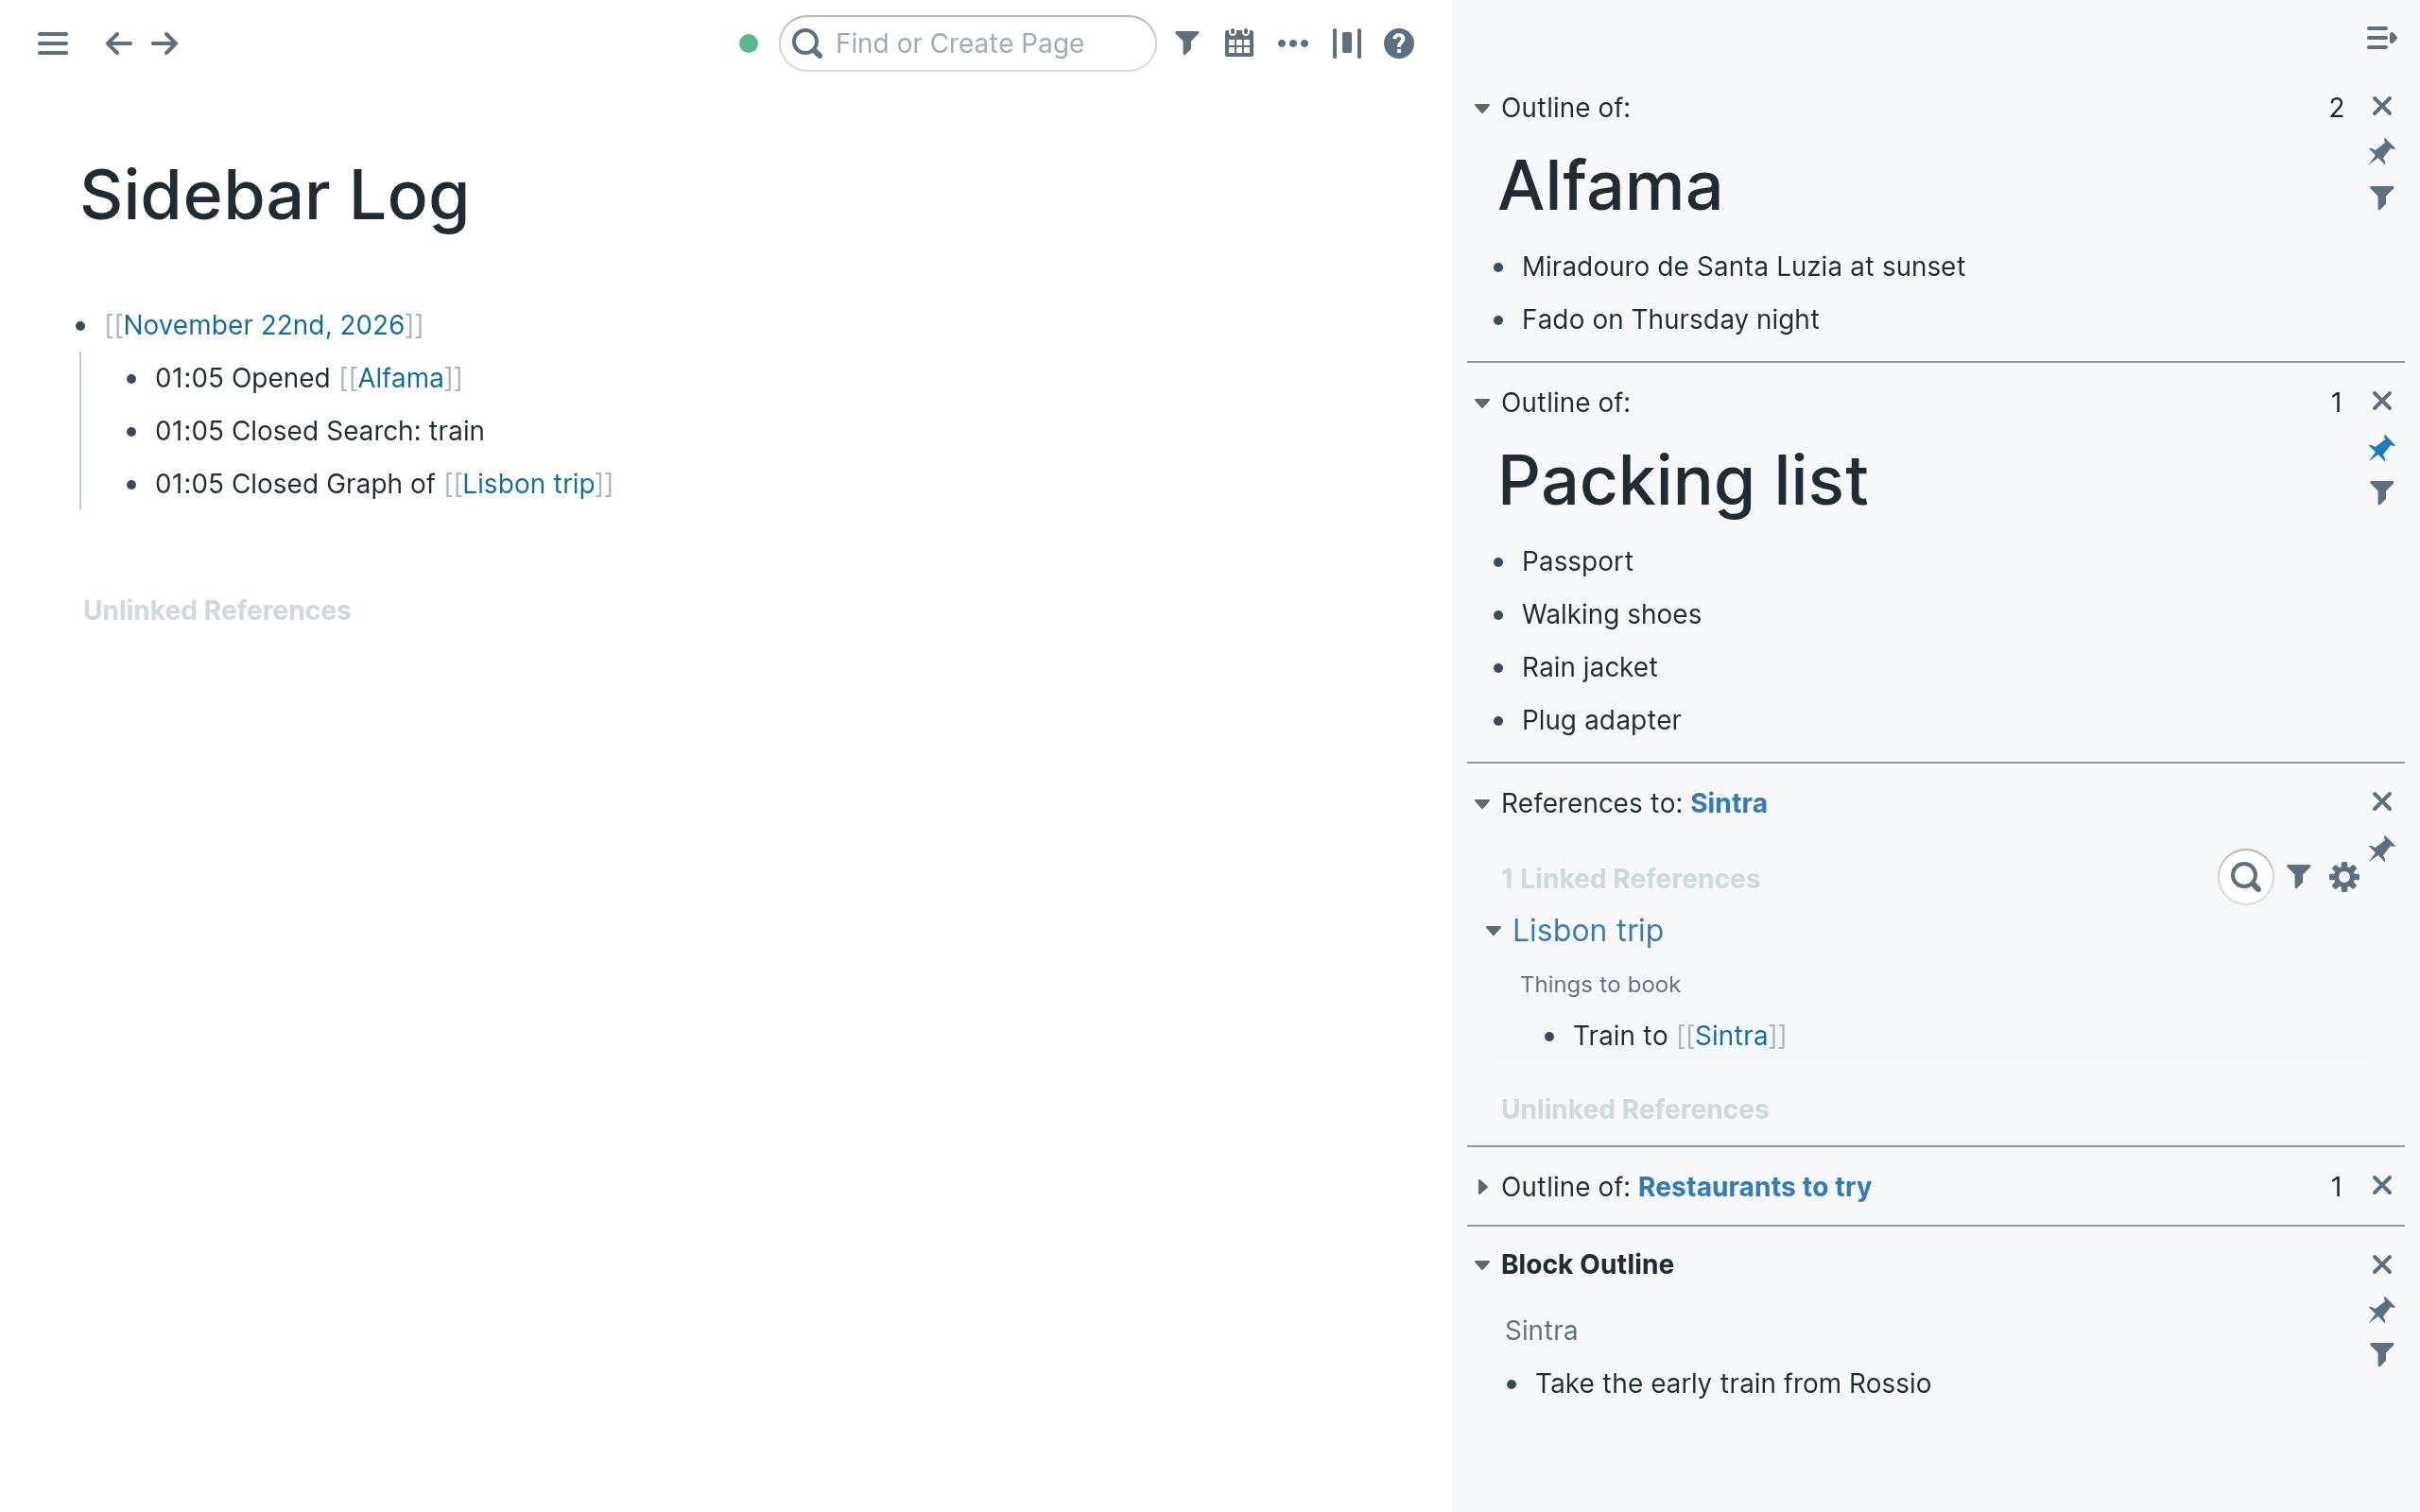 Find or Create Page
Sidebar Log
[[November 22nd, 2026]]
01:05 Opened [[Alfama]]
01:05 Closed Search: train
01:05 Closed Graph of [[Lisbon trip]]
Unlinked References
Outline of: 2
Alfama
Miradouro de Santa Luzia at sunset
Fado on Thursday night
Outline of: 1
Packing list
Passport
Walking shoes
Rain jacket
Plug adapter
References to: Sintra
1 Linked References
Lisbon trip
Things to book
Train to [[Sintra]]
Unlinked References
Outline of: Restaurants to try 1
Block Outline
Sintra
Take the early train from Rossio